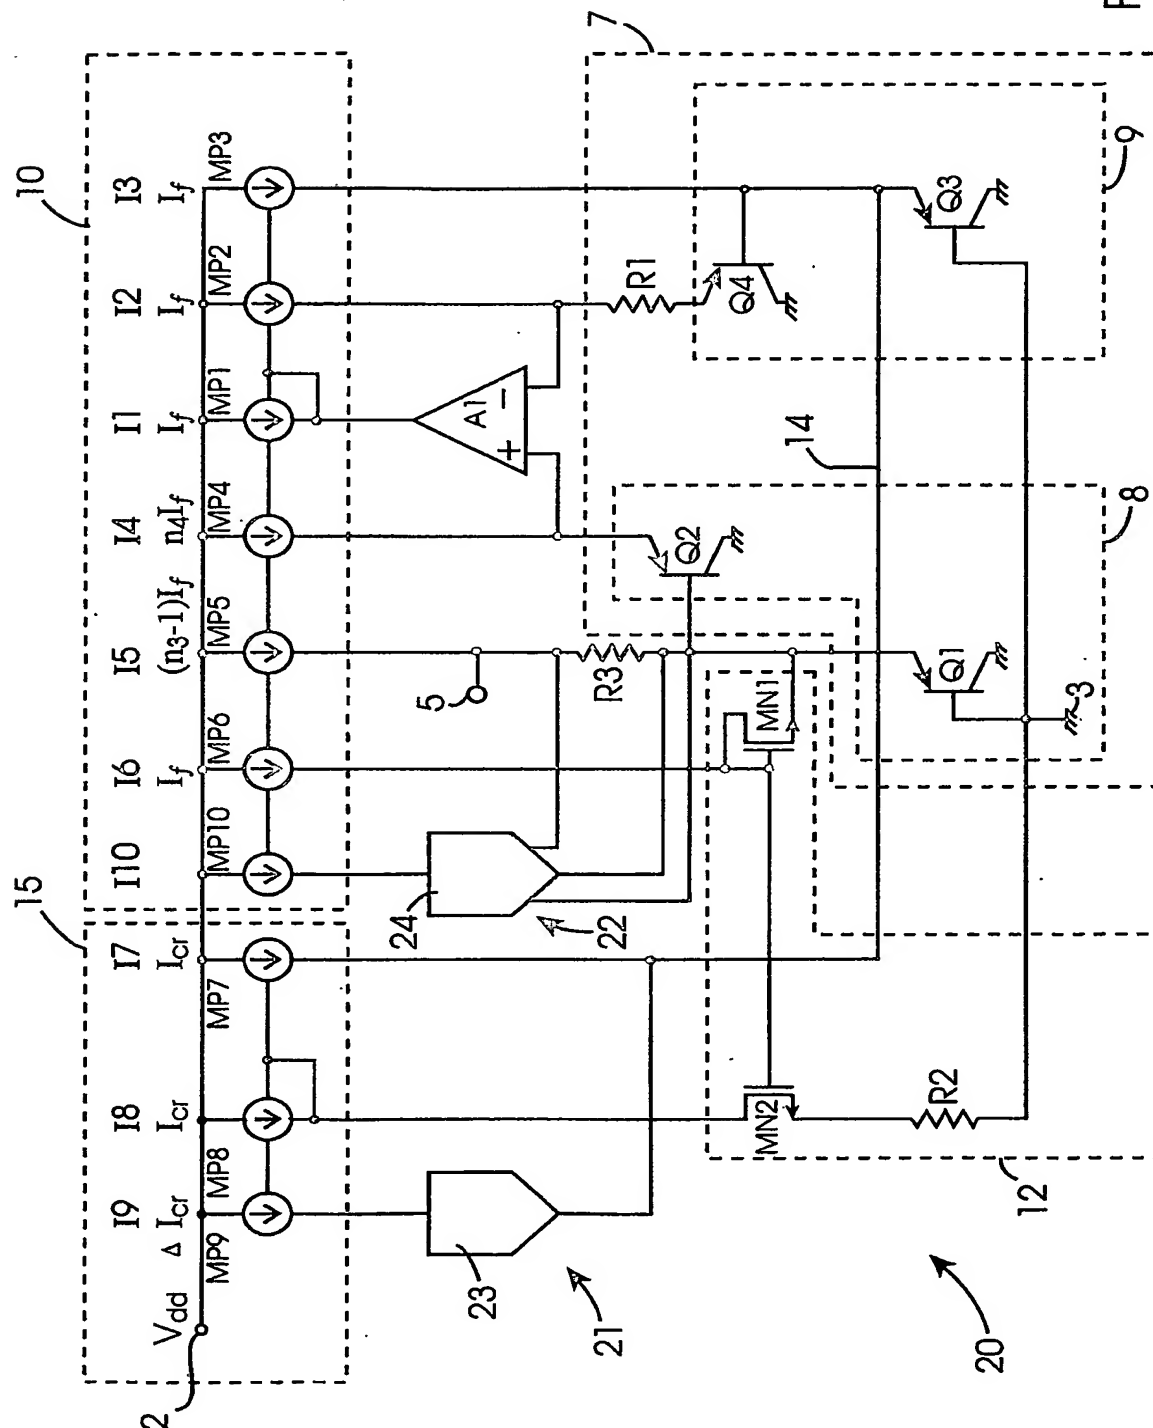 F
7
10
15
I9
I8
I7
I10
I6
I5
I4
I1
I2
I3
Δ Icr
Icr
Icr
If
(n3-1)If
n4If
If
If
If
Vdd
2
MP9
MP8
MP7
MP10
MP6
MP5
MP4
MP1
MP2
MP3
A1
+
−
5
24
22
23
21
R3
R1
Q2
Q4
MN1
MN2
14
R2
Q1
Q3
3
8
9
12
20